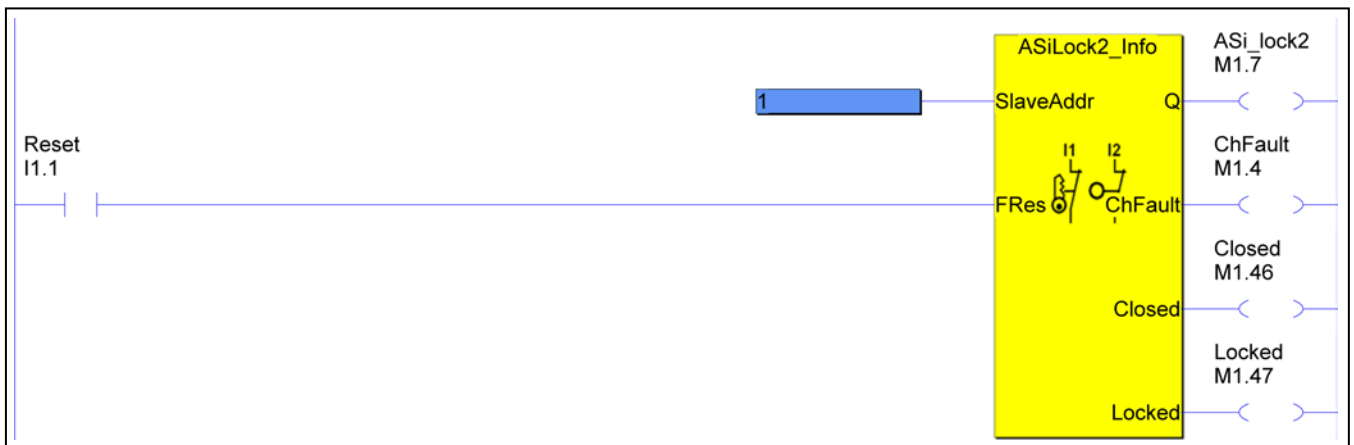 ASiLock2_Info
ASi_lock2
M1.7
1
SlaveAddr
Q
Reset
I1.1
I1
I2
ChFault
M1.4
FRes
ChFault
Closed
M1.46
Closed
Locked
M1.47
Locked